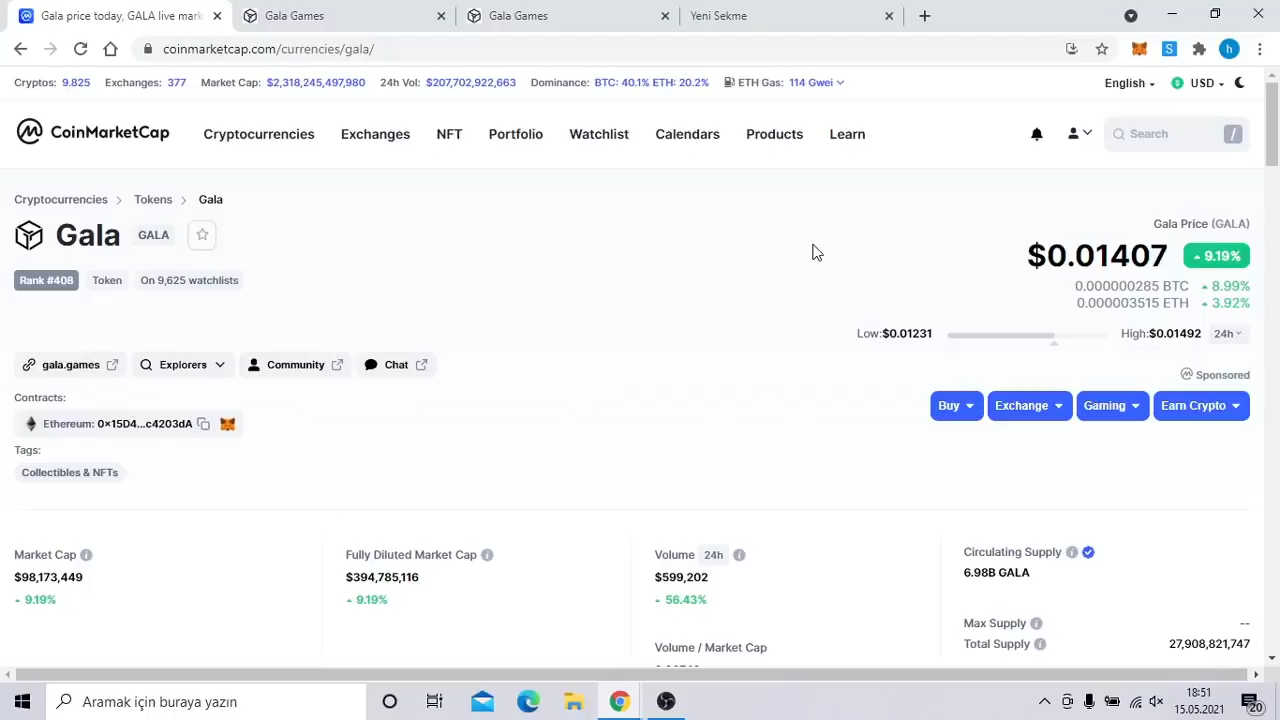 Gala price today, GALA live mark
Gala Games
Gala Games
Yeni Sekme
coinmarketcap.com/currencies/gala/
Cryptos: 9.825 Exchanges: 377 Market Cap: $2,318,245,497,980 24h Vol: $207,702,922,663 Dominance: BTC: 40.1% ETH: 20.2% ETH Gas: 114 Gwei English USD
CoinMarketCap Cryptocurrencies Exchanges NFT Portfolio Watchlist Calendars Products Learn Search /
Cryptocurrencies > Tokens > Gala
Gala GALA
Rank #408 Token On 9,625 watchlists
Gala Price (GALA)
$0.01407 9.19%
0.000000285 BTC 8.99%
0.000003515 ETH 3.92%
Low:$0.01231 High:$0.01492 24h
gala.games Explorers Community Chat
Sponsored
Contracts:
Buy Exchange Gaming Earn Crypto
Ethereum: 0x15D4...c4203dA
Tags:
Collectibles & NFTs
Market Cap
$98,173,449
9.19%
Fully Diluted Market Cap
$394,785,116
9.19%
Volume 24h
$599,202
56.43%
Volume / Market Cap
Circulating Supply
6.98B GALA
Max Supply --
Total Supply 27,908,821,747
Aramak için buraya yazın
18:51
15.05.2021
20